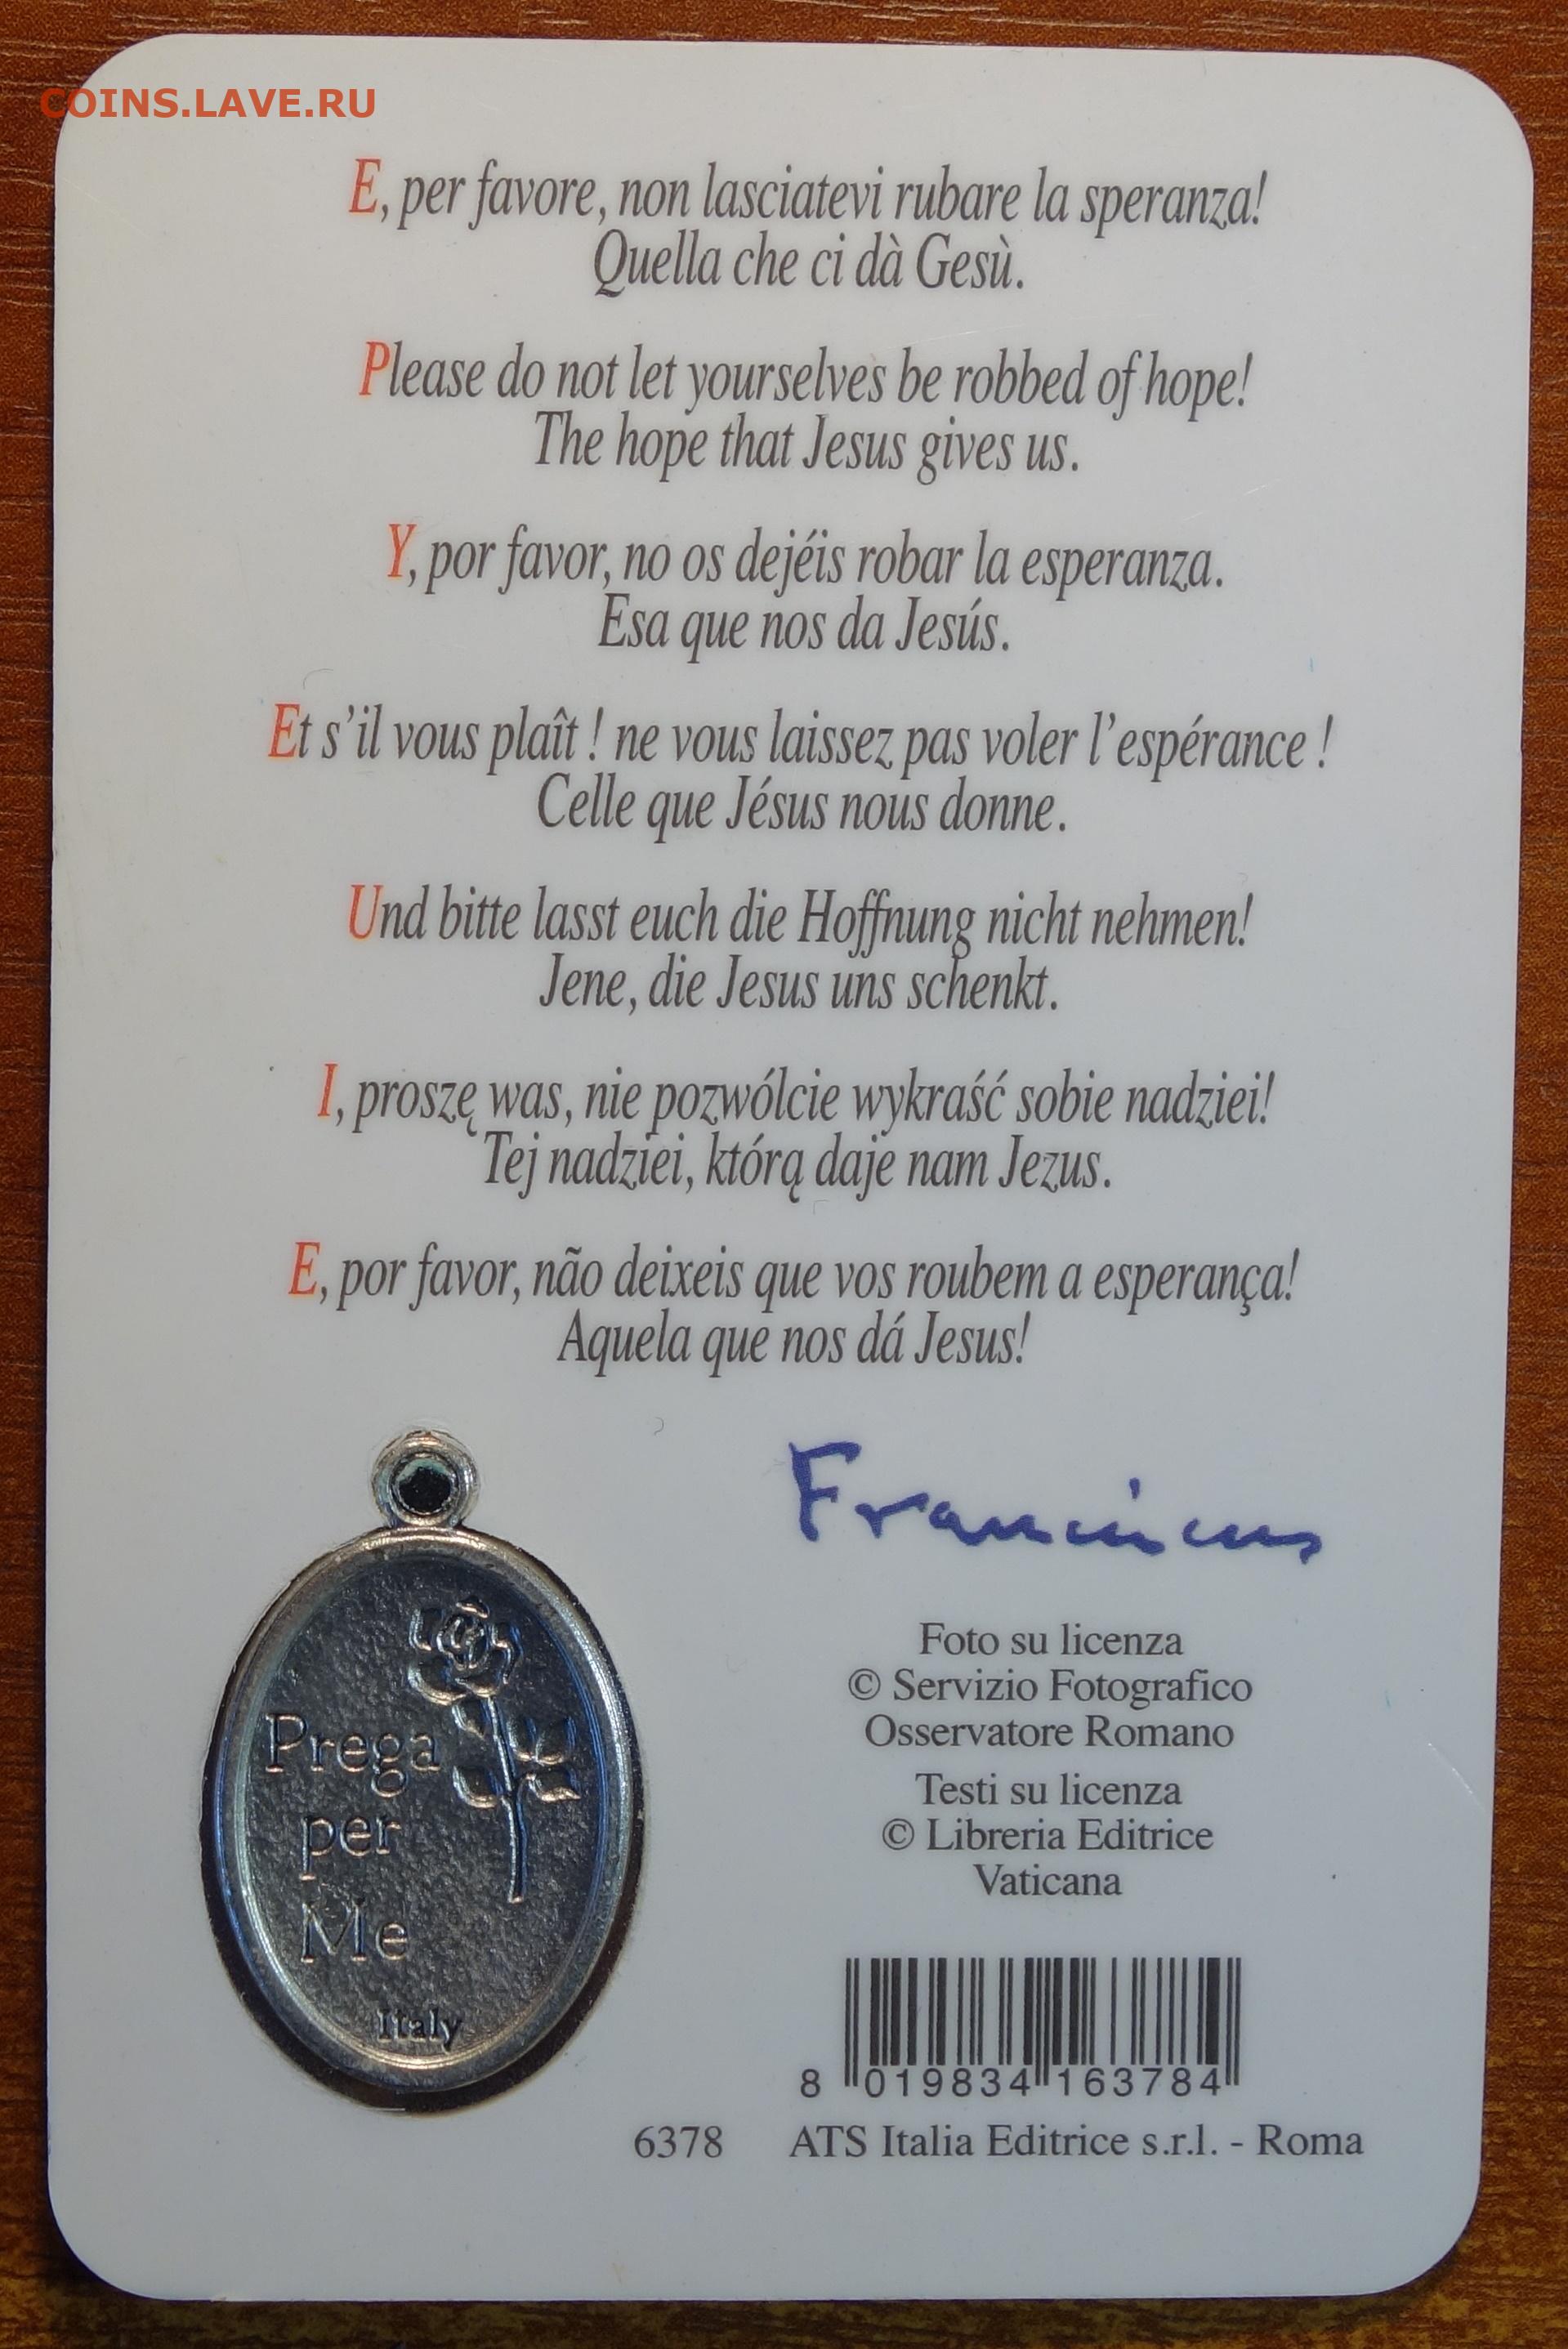 COINS.LAVE.RU
E, per favore, non lasciatevi rubare la speranza!
Quella che ci dà Gesù.
Please do not let yourselves be robbed of hope!
The hope that Jesus gives us.
Y, por favor, no os dejéis robar la esperanza.
Esa que nos da Jesús.
Et s’il vous plaît ! ne vous laissez pas voler l’espérance !
Celle que Jésus nous donne.
Und bitte lasst euch die Hoffnung nicht nehmen!
Jene, die Jesus uns schenkt.
I, proszę was, nie pozwólcie wykraść sobie nadziei!
Tej nadziei, którą daje nam Jezus.
E, por favor, não deixeis que vos roubem a esperança!
Aquela que nos dá Jesus!
Franciscus
Prega
per
Me
Italy
Foto su licenza
© Servizio Fotografico
Osservatore Romano
Testi su licenza
© Libreria Editrice
Vaticana
8 019834 163784
6378 ATS Italia Editrice s.r.l. - Roma